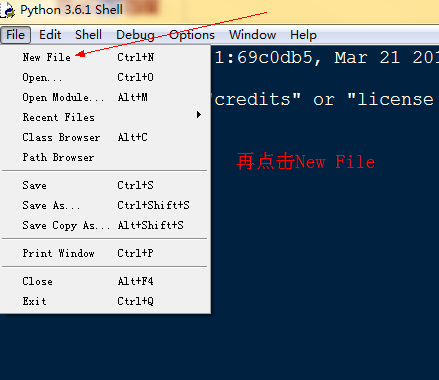 Python 3.6.1 Shell
File Edit Shell Debug Options Window Help
New File Ctrl+N
Open... Ctrl+O
Open Module... Alt+M
Recent Files
Class Browser Alt+C
Path Browser
Save Ctrl+S
Save As... Ctrl+Shift+S
Save Copy As... Alt+Shift+S
Print Window Ctrl+P
Close Alt+F4
Exit Ctrl+Q
1:69c0db5, Mar 21 201
"credits" or "license
再点击New File